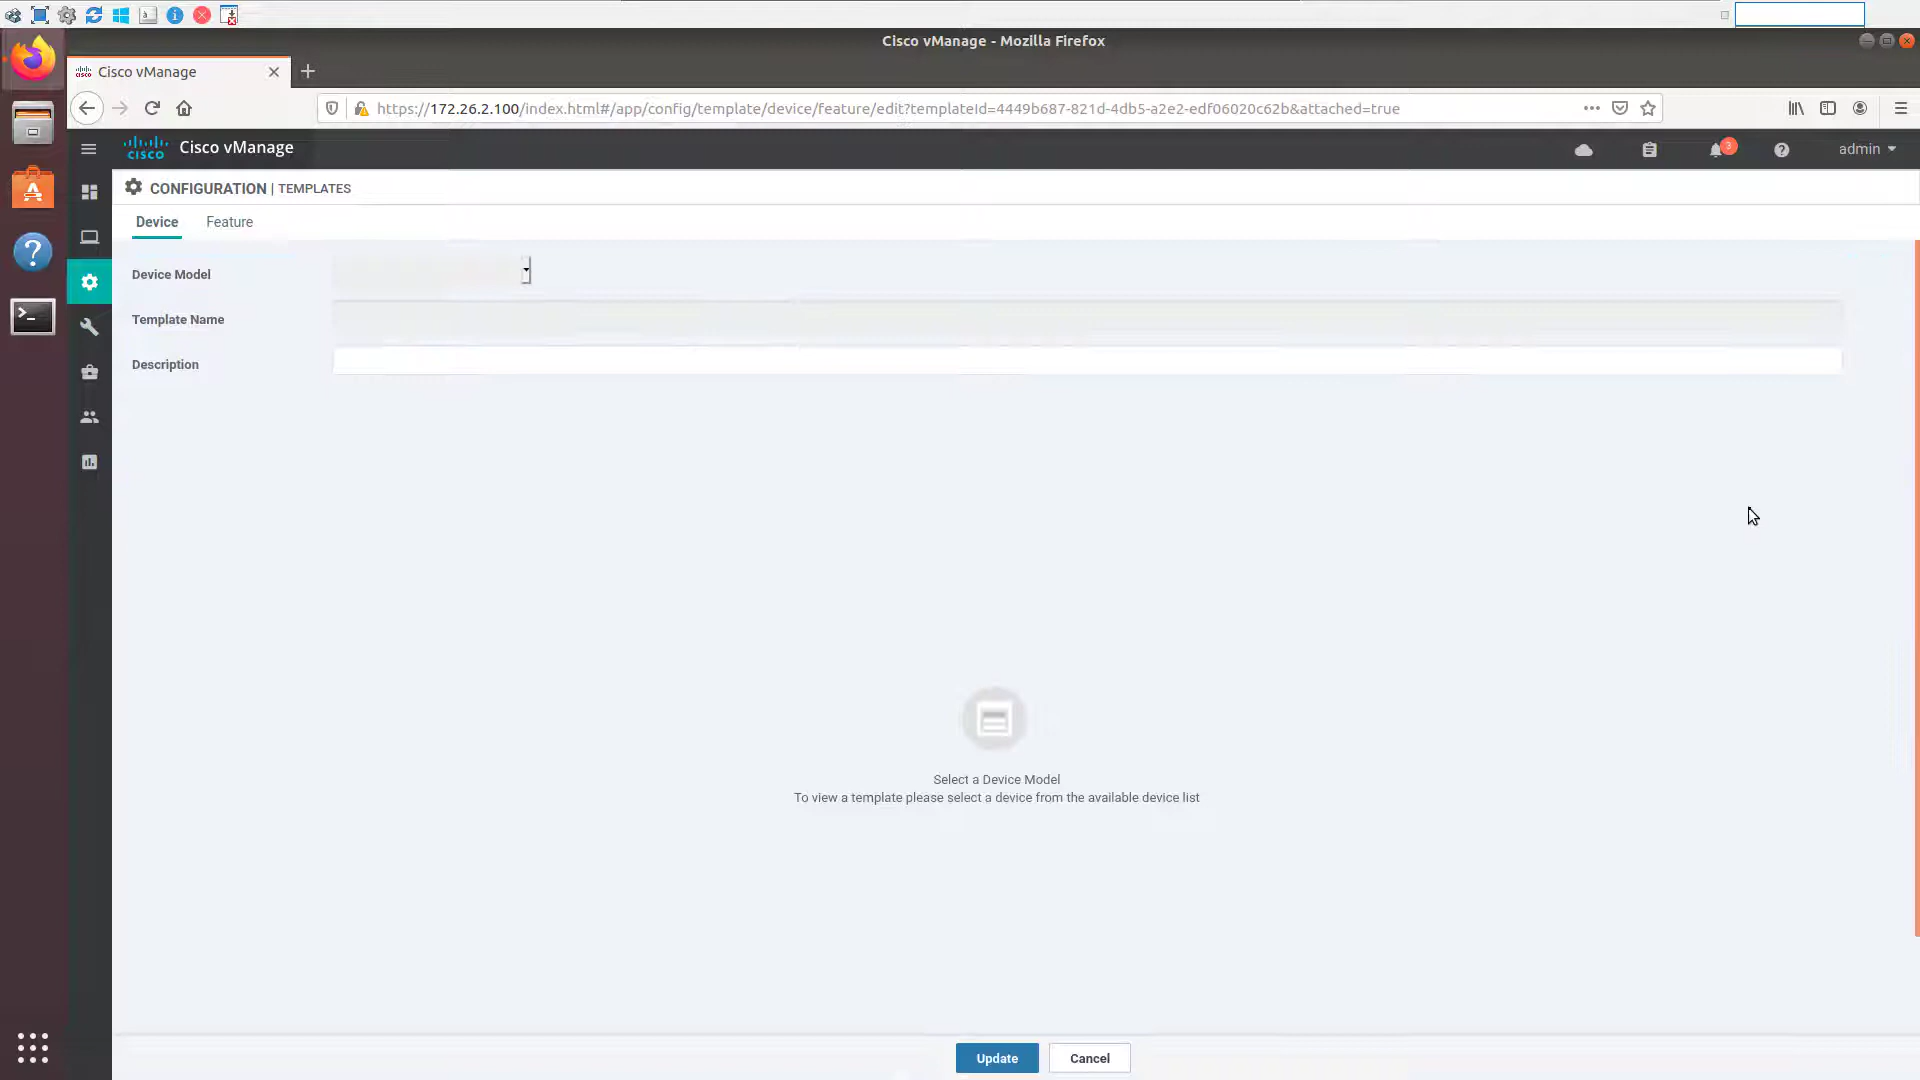 Cisco vManage - Mozilla Firefox
Cisco vManage
https://172.26.2.100/index.html#/app/config/template/device/feature/edit?templateId=4449b687-821d-4db5-a2e2-edf06020c62b&attached=true
cisco
Cisco vManage
3
admin
CONFIGURATION | TEMPLATES
Device
Feature
Device Model
Template Name
Description
Select a Device Model
To view a template please select a device from the available device list
Update
Cancel